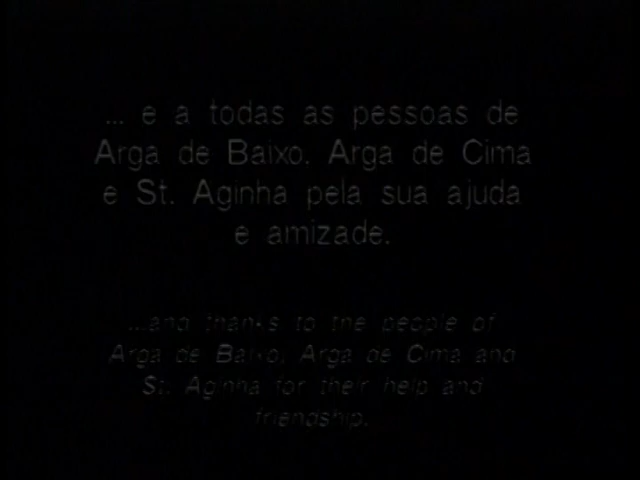 ... e a todas as pessoas de
Arga de Baixo, Arga de Cima
e St. Aginha pela sua ajuda
e amizade.
...and thanks to the people of
Arga de Baixo, Arga de Cima and
St. Aginha for their help and
friendship.